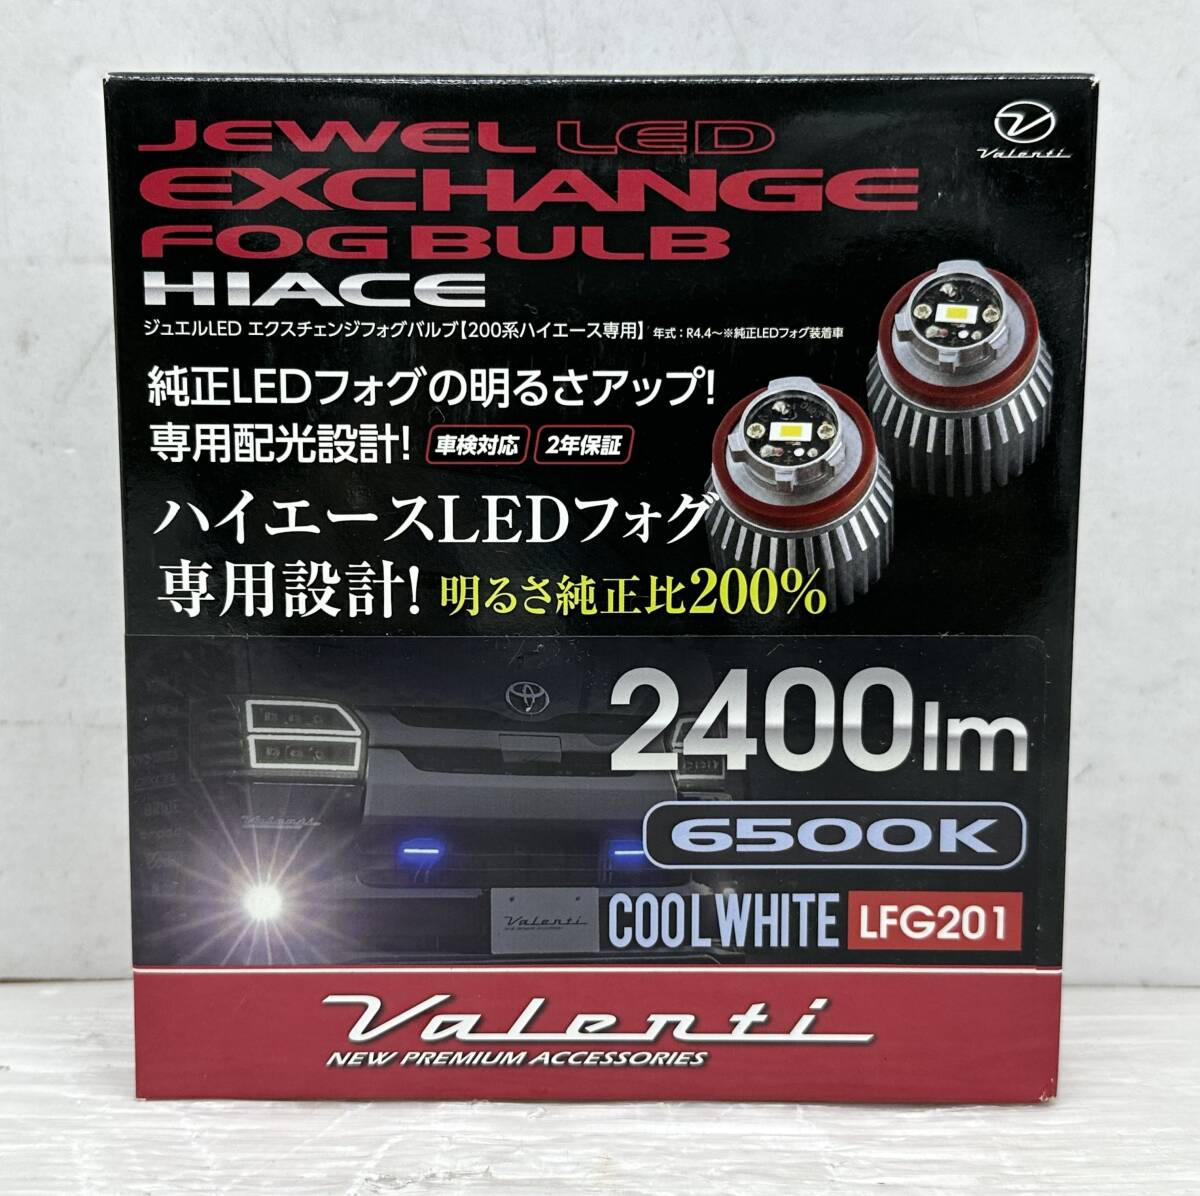 JEWEL LED
Valenti
EXCHANGE
FOG BULB
HIACE
ジュエルLED エクスチェンジフォグバルブ【200系ハイエース専用】 年式：R4.4～※純正LEDフォグ装着車
純正LEDフォグの明るさアップ!
専用配光設計! 車検対応 2年保証
ハイエースLEDフォグ
専用設計! 明るさ純正比200%
2400lm
Valenti
6500K
Valenti
COOL WHITE LFG201
Valenti
NEW PREMIUM ACCESSORIES